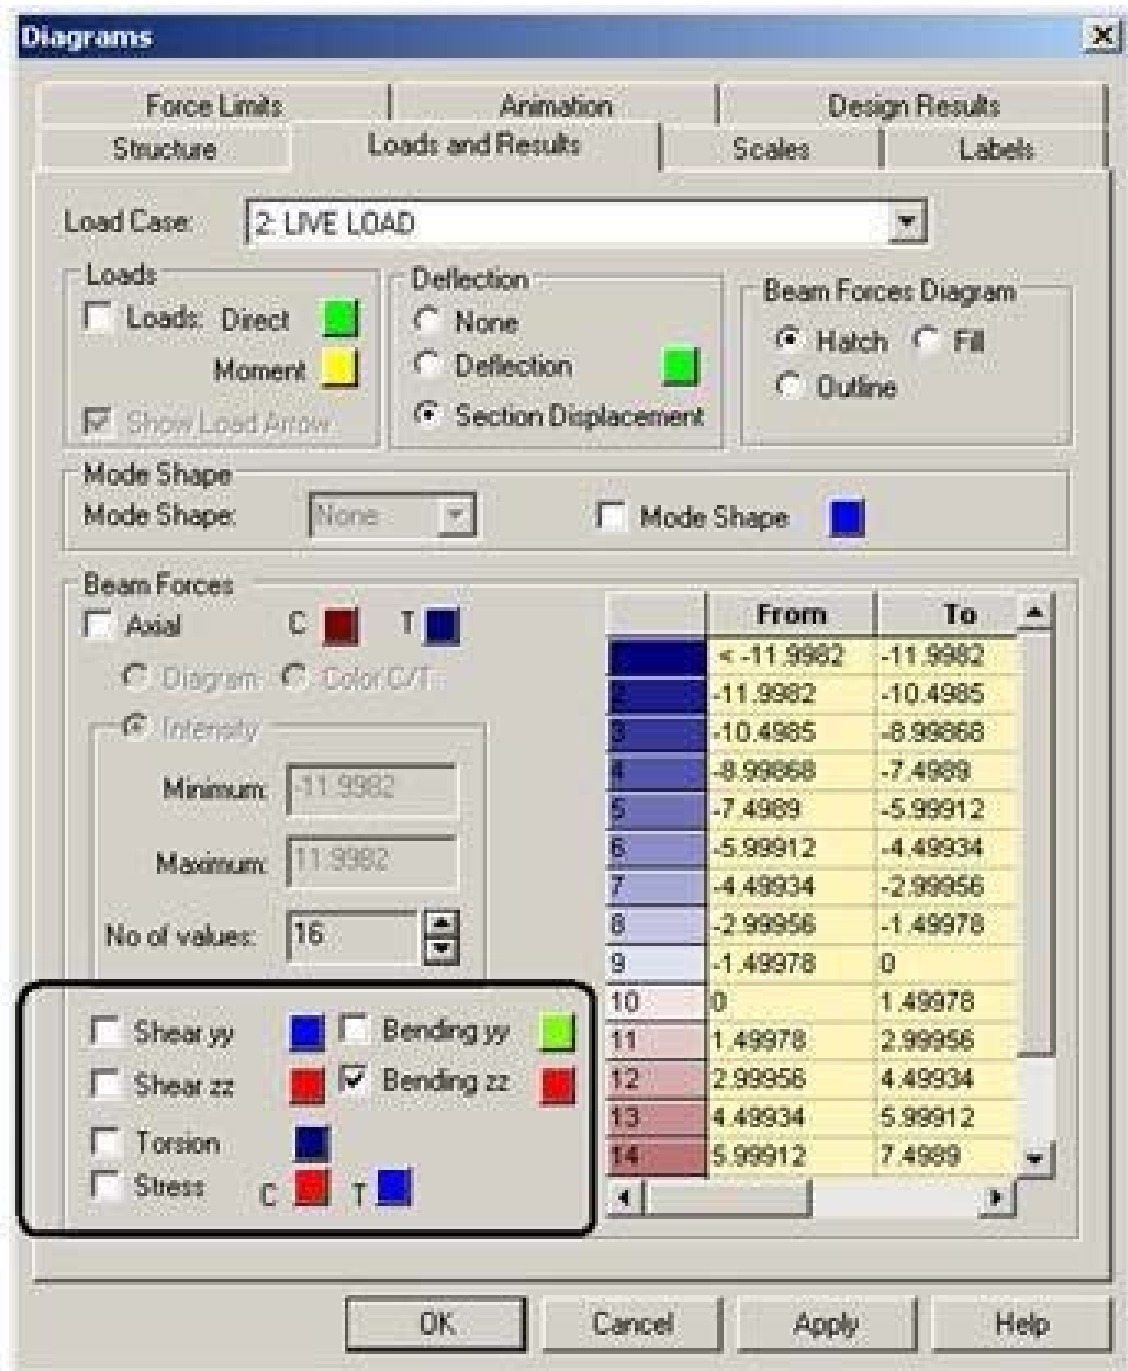 Diagrams
Force Limits Animation Design Results
Structure Loads and Results Scales Labels
Load Case: 2: LIVE LOAD
Loads
Loads: Direct
Moment
Show Load Arrow
Deflection
None
Deflection
Section Displacement
Beam Forces Diagram
Hatch Fill
Outline
Mode Shape
Mode Shape: None Mode Shape
Beam Forces
Axial C T
Diagram Color C/T
Intensity
Minimum: -11.9982
Maximum: 11.9982
No of values: 16
Shear yy Bending yy
Shear zz Bending zz
Torsion
Stress C T
From To
< -11.9982 -11.9982
2 -11.9982 -10.4985
3 -10.4985 -8.99868
4 -8.99868 -7.4989
5 -7.4989 -5.99912
6 -5.99912 -4.49934
7 -4.49934 -2.99956
8 -2.99956 -1.49978
9 -1.49978 0
10 0 1.49978
11 1.49978 2.99956
12 2.99956 4.49934
13 4.49934 5.99912
14 5.99912 7.4989
OK Cancel Apply Help